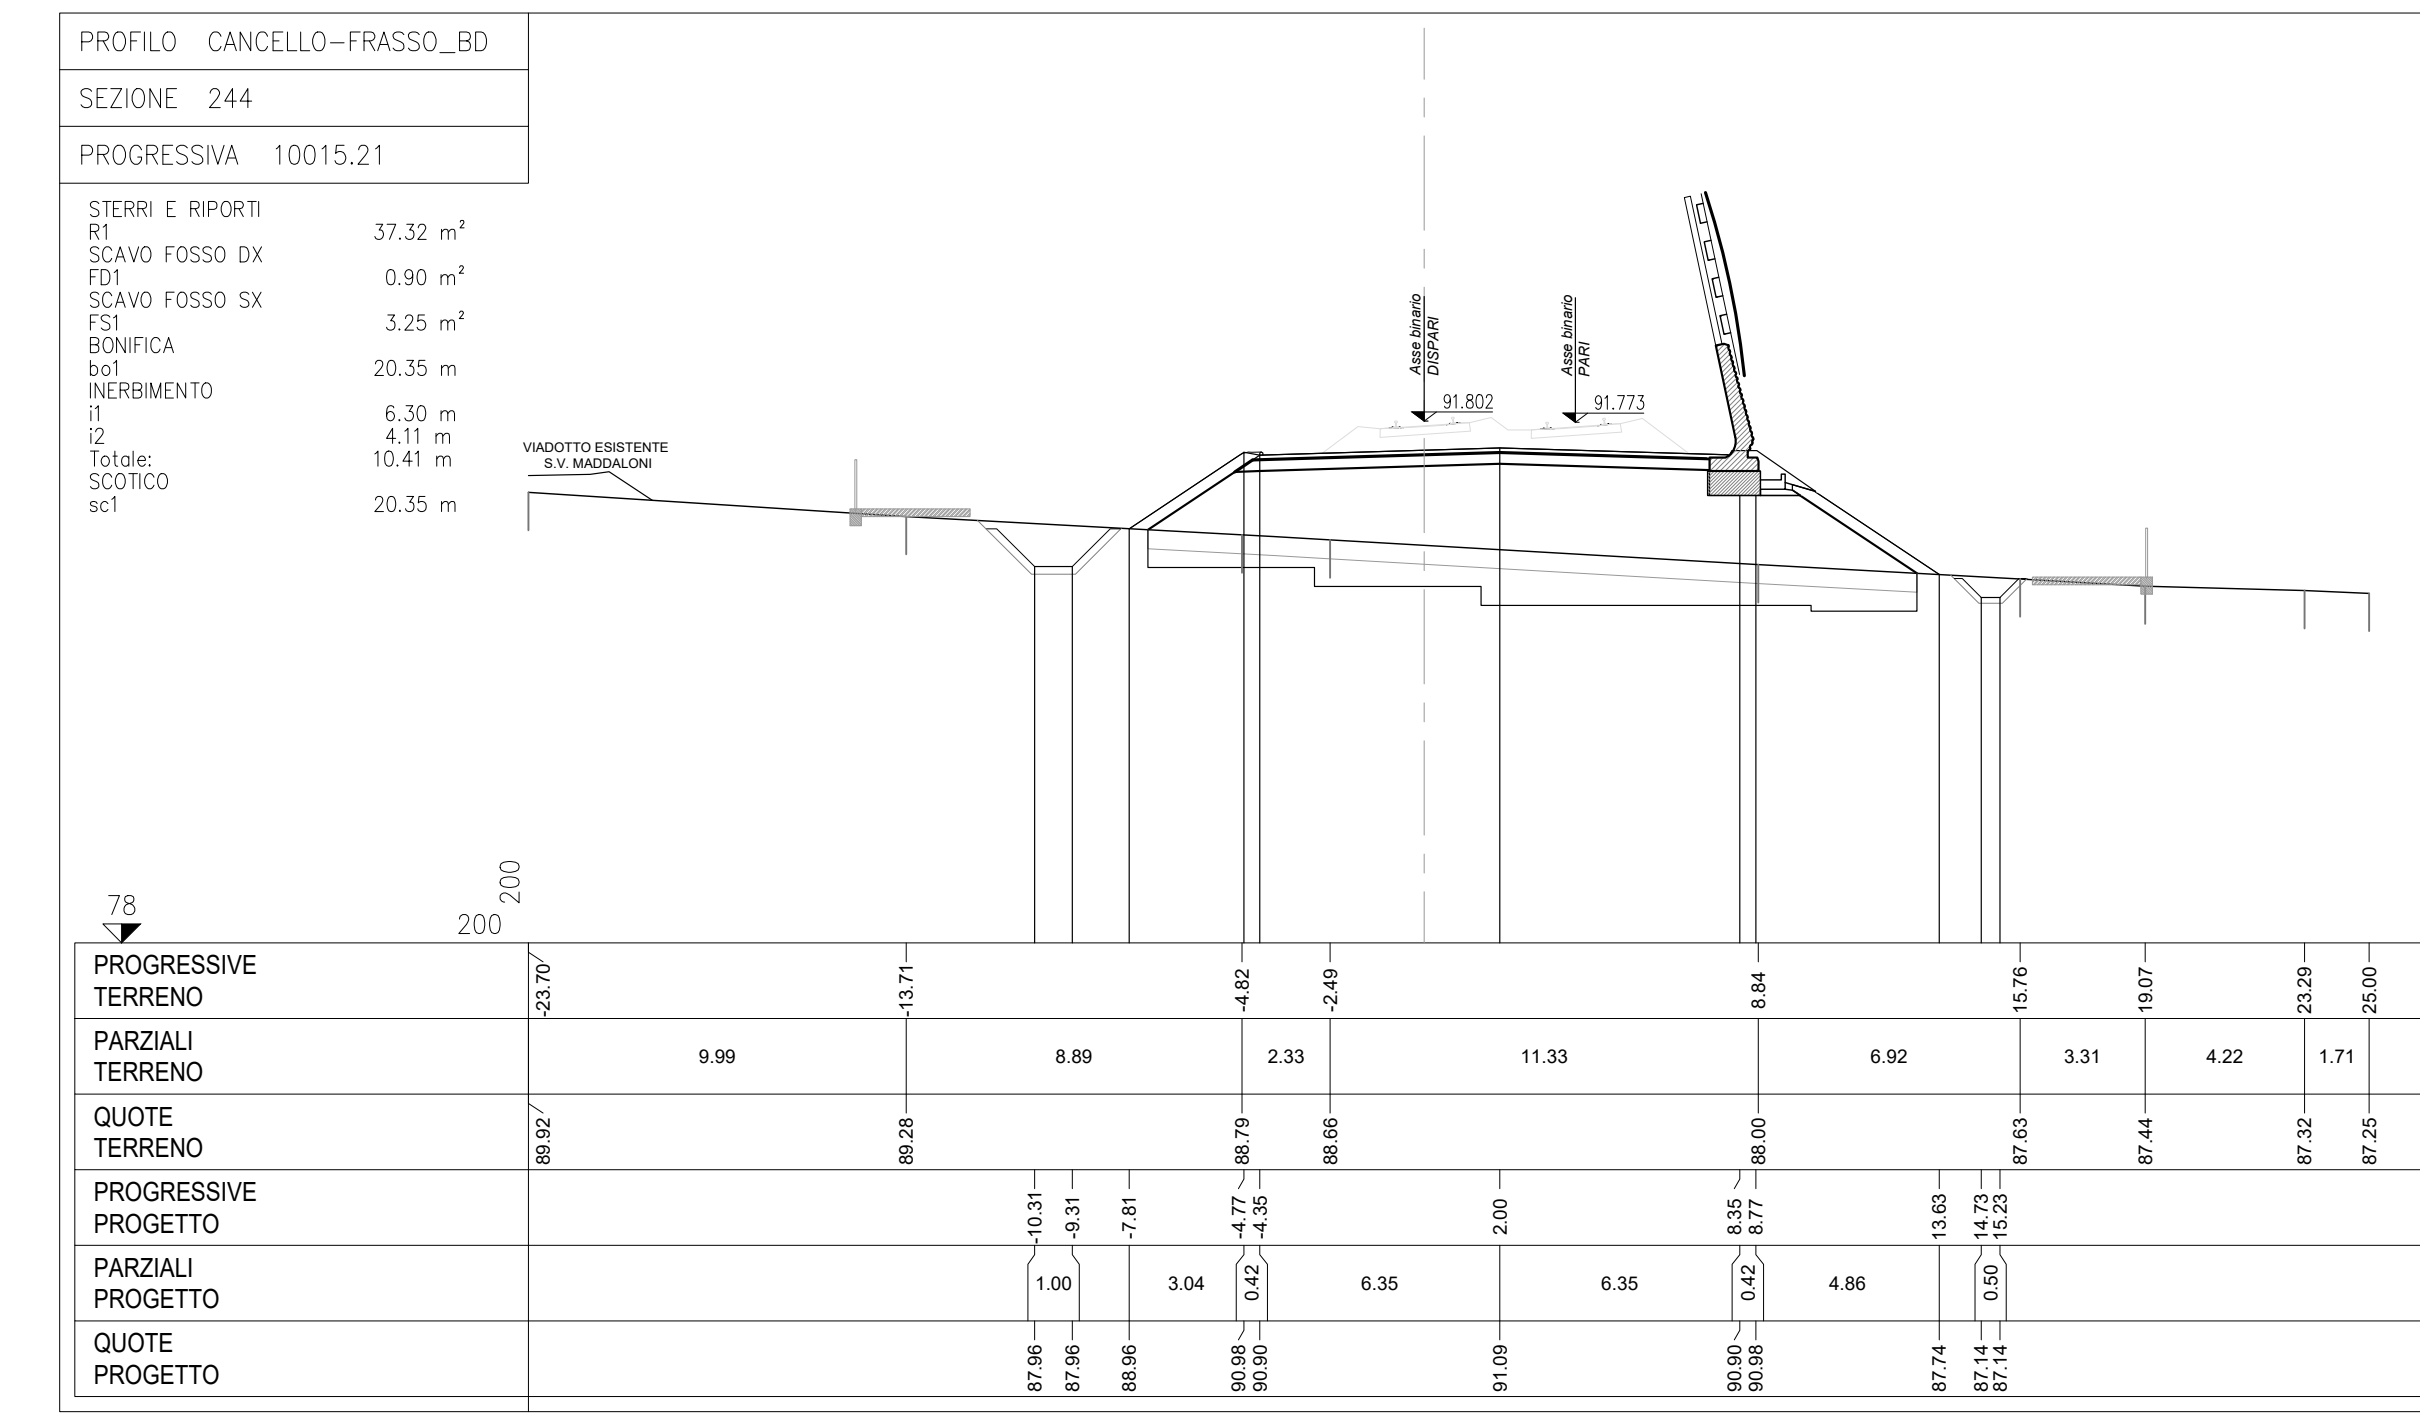 PROFILO CANCELLO-FRASSO_BD
SEZIONE 244
PROGRESSIVA 10015.21
STERRI E RIPORTI
R1 37.32 m²
SCAVO FOSSO DX
FD1 0.90 m²
SCAVO FOSSO SX
FS1 3.25 m²
BONIFICA
bo1 20.35 m
INERBIMENTO
i1 6.30 m
i2 4.11 m
Totale: 10.41 m
SCOTICO
sc1 20.35 m
VIADOTTO ESISTENTE
S.V. MADDALONI
Asse binario
DISPARI
91.802
Asse binario
PARI
91.773
78
200
200
PROGRESSIVE
TERRENO
-23.70 -13.71 -4.82 -2.49 8.84 15.76 19.07 23.29 25.00
PARZIALI
TERRENO
9.99 8.89 2.33 11.33 6.92 3.31 4.22 1.71
QUOTE
TERRENO
89.92 89.28 88.79 88.66 88.00 87.63 87.44 87.32 87.25
PROGRESSIVE
PROGETTO
-10.31 -9.31 -7.81 -4.77 -4.35 2.00 8.35 8.77 13.63 14.73 15.23
PARZIALI
PROGETTO
1.00 3.04 0.42 6.35 6.35 0.42 4.86 0.50
QUOTE
PROGETTO
87.96 87.96 88.96 90.98 90.90 91.09 90.90 90.98 87.74 87.14 87.14